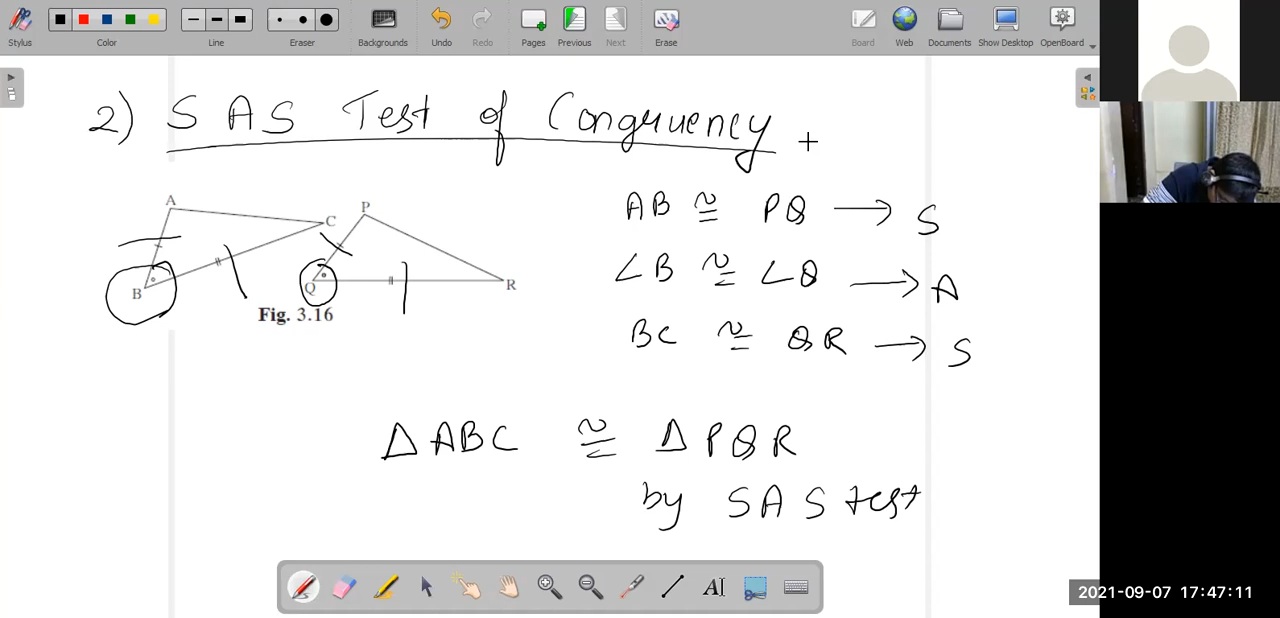 Stylus Color Line Eraser Backgrounds Undo Redo Pages Previous Next Erase Board Web Documents Show Desktop OpenBoard
2) SAS Test of Congruency
A
C
B
P
Q
R
Fig. 3.16
AB ≅ PQ → S
∠B ≅ ∠Q → A
BC ≅ QR → S
Δ ABC ≅ Δ PQR
by SAS test
2021-09-07 17:47:11